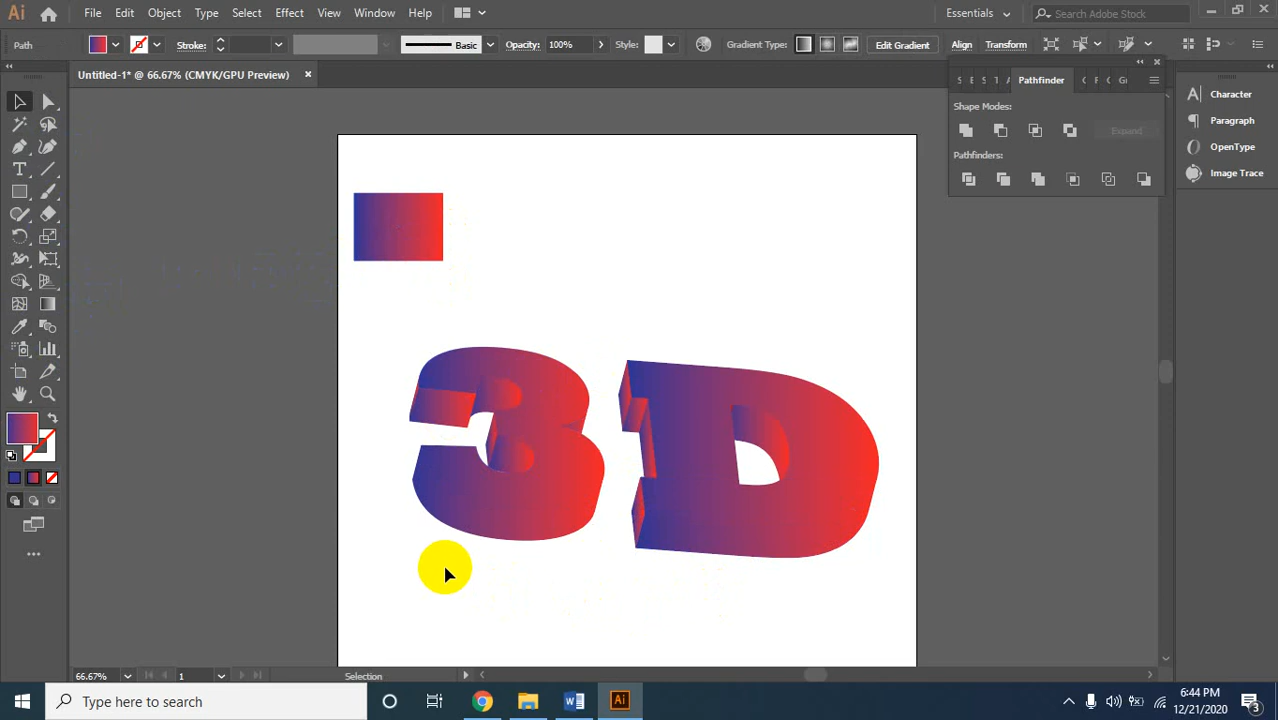 Ai File Edit Object Type Select Effect View Window Help Essentials Search Adobe Stock
Path Stroke: Basic Opacity: 100% Style: Gradient Type: Edit Gradient Align Transform
Untitled-1* @ 66.67% (CMYK/GPU Preview)
Pathfinder
Shape Modes:
Expand
Pathfinders:
Character
Paragraph
OpenType
Image Trace
3D
66.67% 1 Selection
Type here to search
6:44 PM
12/21/2020
3